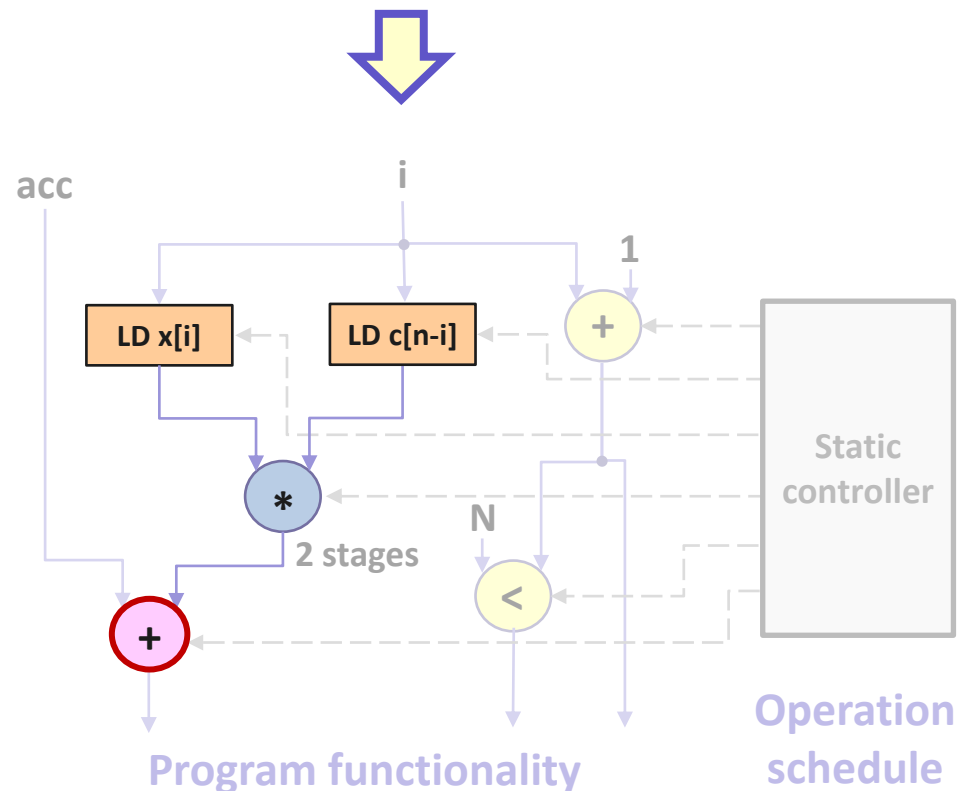 acc
i
1
LD x[i]
LD c[n-i]
+
Static
controller
*
N
2 stages
<
+
Program functionality
Operation
schedule